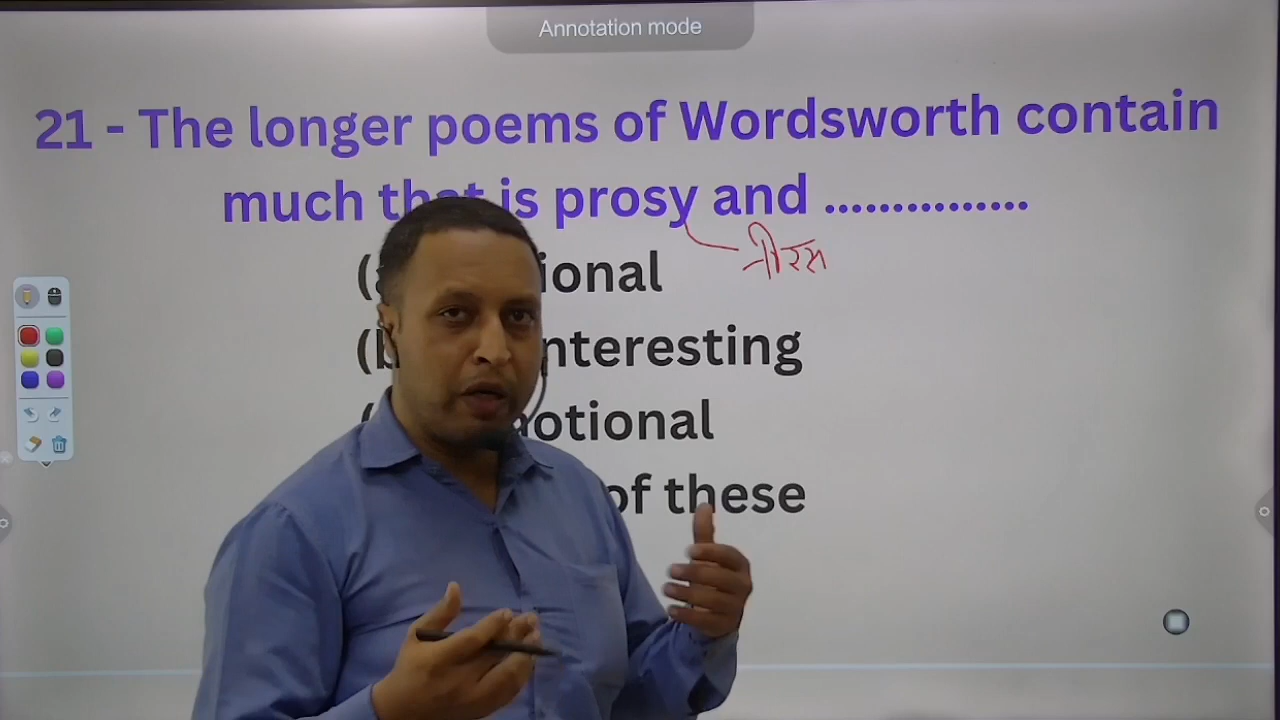 Annotation mode
21 - The longer poems of Wordsworth contain
much that is prosy and ...............
नीरस
ional
nteresting
otional
of these